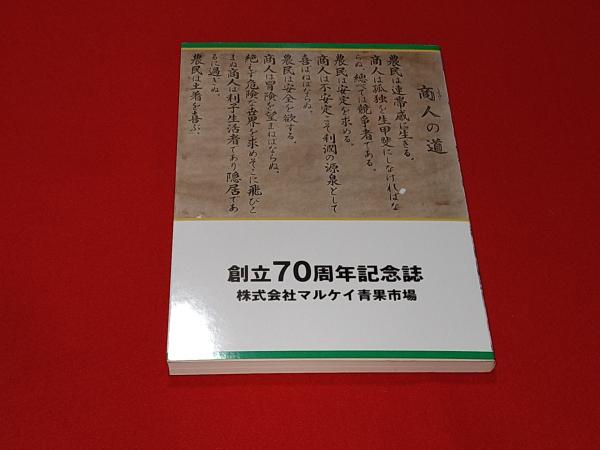 商人の道
農民は連帯感に生きる。
商人は孤独を生甲斐にしなければな
らぬ。総べては競争者である。
農民は安定を求める。
商人は不安定こそ利潤の源泉として
喜ばねばならぬ。
農民は安全を欲する。
商人は冒険を望まねばならぬ。
絶えず危険な世界を求めそこに飛びこ
まぬ商人は利子生活者であり隠居であ
るに過ぎぬ。
農民は土着を喜ぶ。
創立70周年記念誌
株式会社マルケイ青果市場